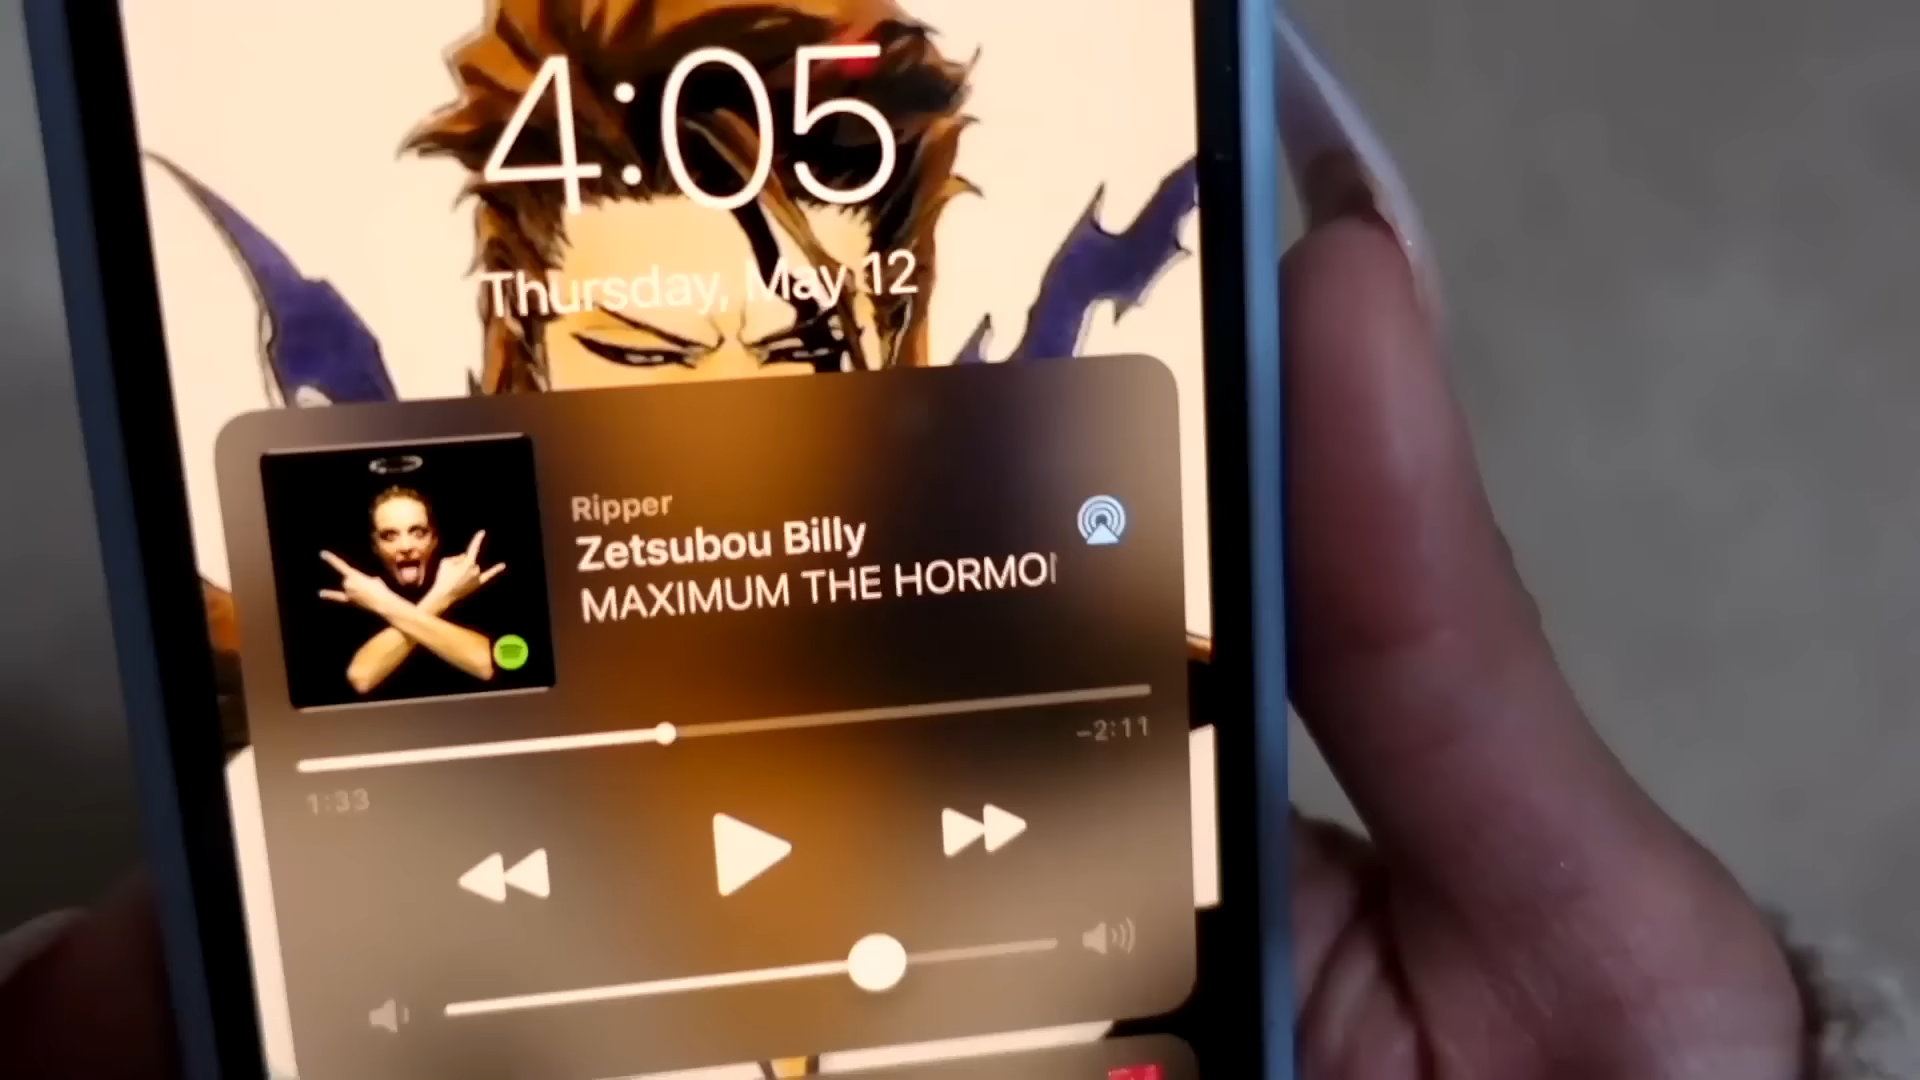 4:05
Thursday, May 12
Ripper
Zetsubou Billy
MAXIMUM THE HORMO
-2:11
1:33